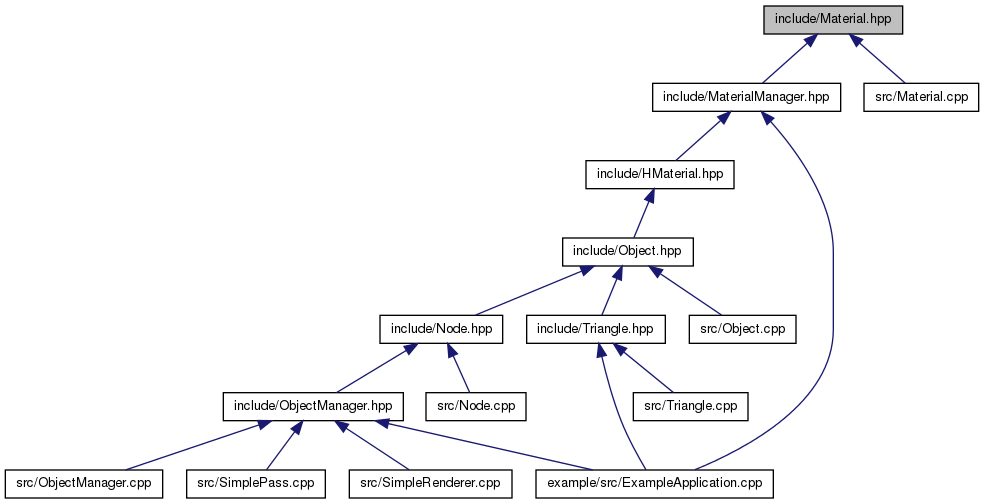 include/Material.hpp
include/MaterialManager.hpp
src/Material.cpp
include/HMaterial.hpp
include/Object.hpp
include/Node.hpp
include/Triangle.hpp
src/Object.cpp
include/ObjectManager.hpp
src/Node.cpp
src/Triangle.cpp
src/ObjectManager.cpp
src/SimplePass.cpp
src/SimpleRenderer.cpp
example/src/ExampleApplication.cpp